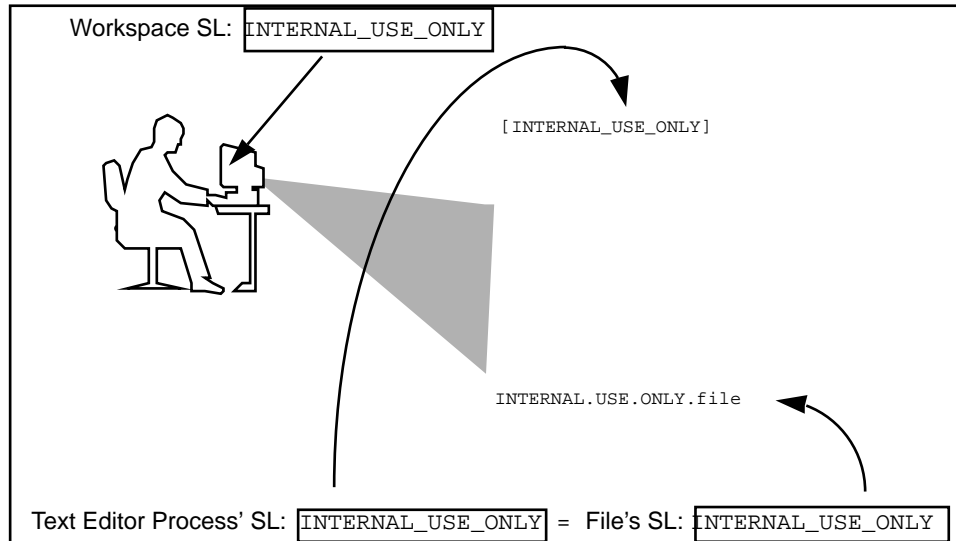 Workspace SL: INTERNAL_USE_ONLY
[INTERNAL_USE_ONLY]
INTERNAL.USE.ONLY.file
Text Editor Process’ SL: INTERNAL_USE_ONLY = File's SL: INTERNAL_USE_ONLY